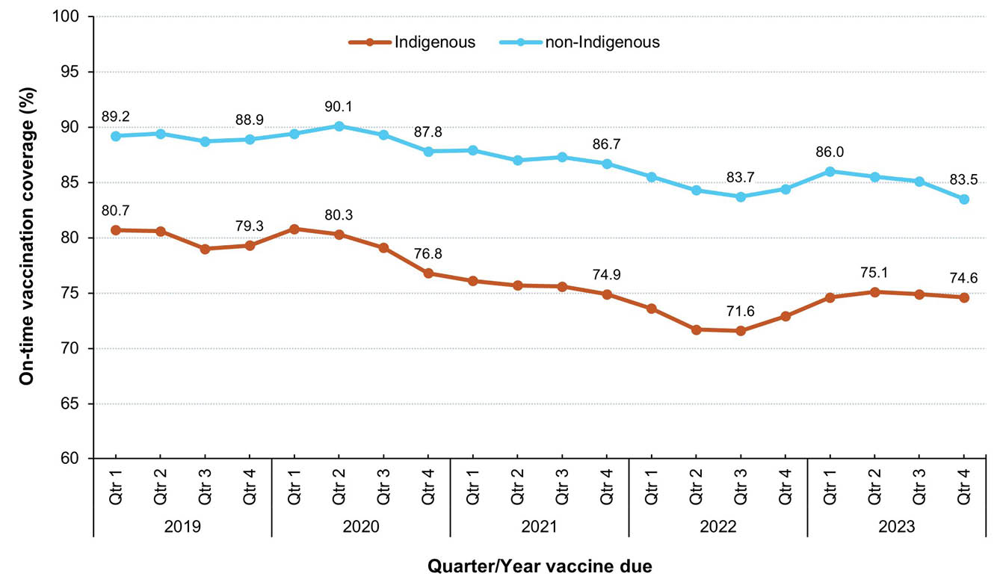 On-time vaccination coverage (%)
100
95
90
85
80
75
70
65
60
Indigenous non-Indigenous
89.2 88.9 90.1 87.8 86.7 83.7 86.0 83.5
80.7 79.3 80.3 76.8 74.9 71.6 75.1 74.6
Qtr 1 Qtr 2 Qtr 3 Qtr 4 Qtr 1 Qtr 2 Qtr 3 Qtr 4 Qtr 1 Qtr 2 Qtr 3 Qtr 4 Qtr 1 Qtr 2 Qtr 3 Qtr 4 Qtr 1 Qtr 2 Qtr 3 Qtr 4
2019 2020 2021 2022 2023
Quarter/Year vaccine due